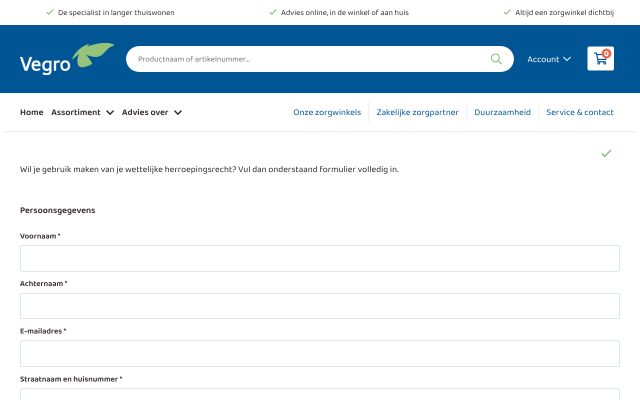 De specialist in langer thuiswonen
Advies online, in de winkel of aan huis
Altijd een zorgwinkel dichtbij
Vegro
Productnaam of artikelnummer...
Account
0
Home
Assortiment
Advies over
Onze zorgwinkels
Zakelijke zorgpartner
Duurzaamheid
Service & contact
Wil je gebruik maken van je wettelijke herroepingsrecht? Vul dan onderstaand formulier volledig in.
Persoonsgegevens
Voornaam *
Achternaam *
E-mailadres *
Straatnaam en huisnummer *